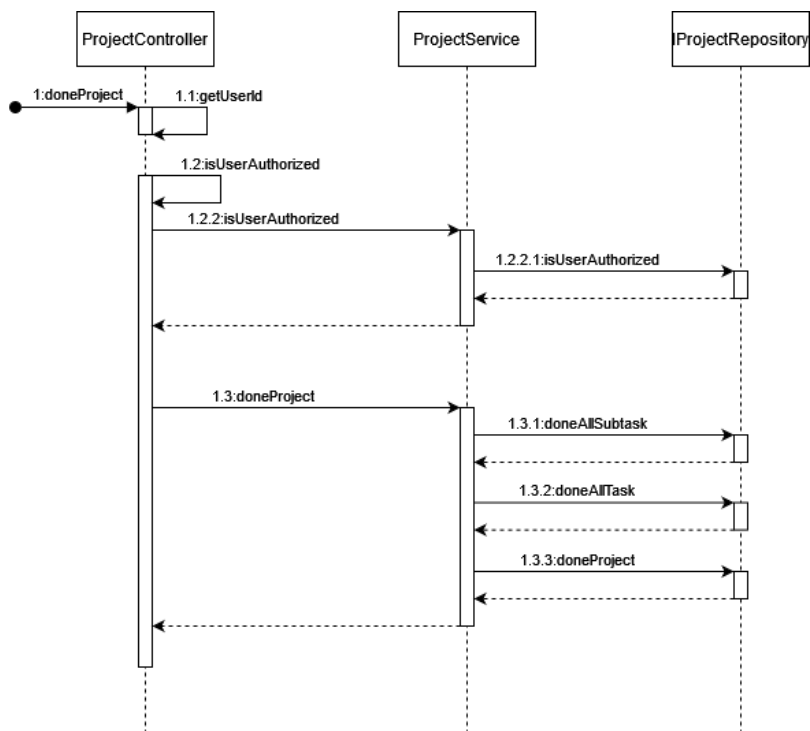 ProjectController
ProjectService
IProjectRepository
1:doneProject
1.1:getUserId
1.2:isUserAuthorized
1.2.2:isUserAuthorized
1.2.2.1:isUserAuthorized
1.3:doneProject
1.3.1:doneAllSubtask
1.3.2:doneAllTask
1.3.3:doneProject